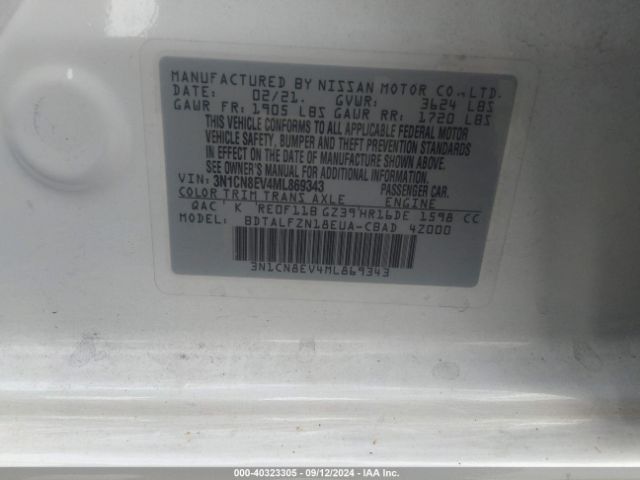 MANUFACTURED BY NISSAN MOTOR CO.,LTD.
DATE: 02/21. GVWR: 3624 LBS
GAWR FR: 1905 LBS GAWR RR: 1720 LBS
THIS VEHICLE CONFORMS TO ALL APPLICABLE FEDERAL MOTOR
VEHICLE SAFETY, BUMPER AND THEFT PREVENTION STANDARDS
IN EFFECT ON THE DATE OF MANUFACTURE SHOWN ABOVE.
SEE OWNER'S MANUAL FOR ADDITIONAL INFORMATION.
VIN: 3N1CN8EV4ML869343 PASSENGER CAR.
COLOR TRIM TRANS AXLE ENGINE
QAC' K 'RE0F11B GZ39'HR16DE 1598 CC
MODEL: BDTALFZN18EUA-CBAD 4Z000
3N1CN8EV4ML869343
000-40323305 - 09/12/2024 - IAA Inc.